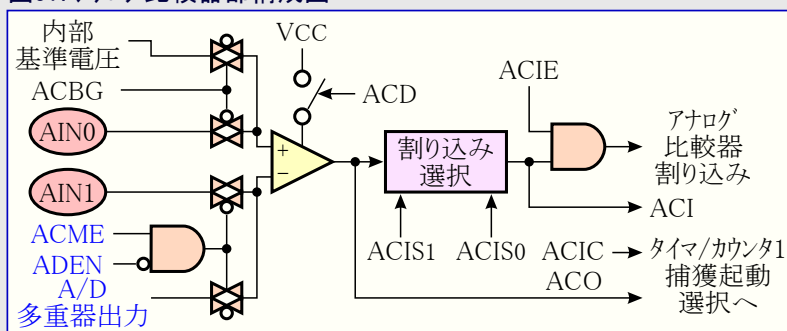 内部
基準電圧
ACBG
AIN0
AIN1
ACME
ADEN
A/D
多重器出力
VCC
ACD
+
−
割り込み
選択
ACIS1
ACIS0
ACIE
アナログ
比較器
割り込み
ACI
ACIC
タイマ/カウンタ1
捕獲起動
選択へ
ACO